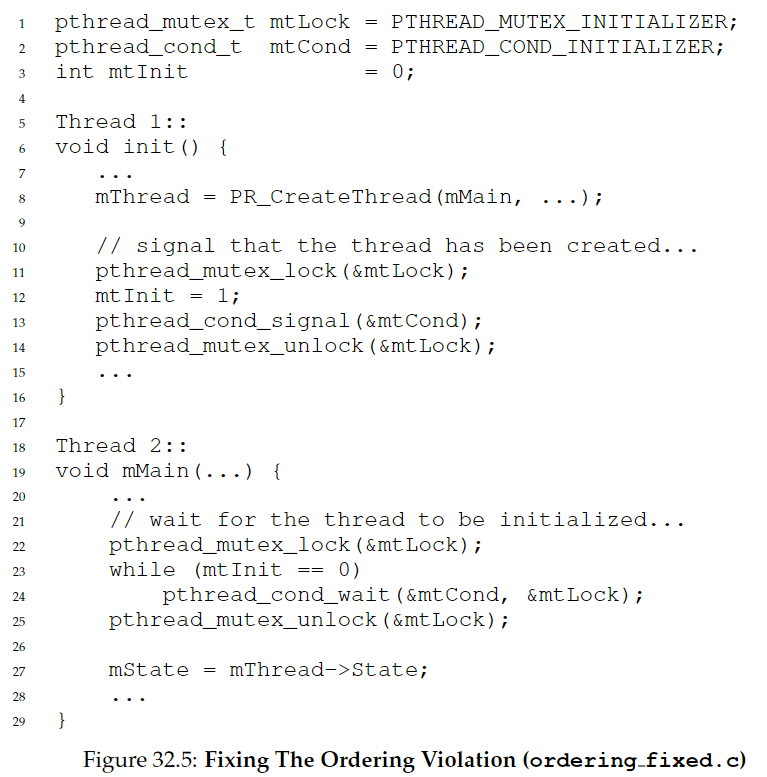 1 pthread_mutex_t mtLock = PTHREAD_MUTEX_INITIALIZER;
2 pthread_cond_t  mtCond = PTHREAD_COND_INITIALIZER;
3 int mtInit             = 0;
4
5 Thread 1::
6 void init() {
7    ...
8    mThread = PR_CreateThread(mMain, ...);
9
10    // signal that the thread has been created...
11    pthread_mutex_lock(&mtLock);
12    mtInit = 1;
13    pthread_cond_signal(&mtCond);
14    pthread_mutex_unlock(&mtLock);
15    ...
16 }
17
18 Thread 2::
19 void mMain(...) {
20     ...
21     // wait for the thread to be initialized...
22     pthread_mutex_lock(&mtLock);
23     while (mtInit == 0)
24         pthread_cond_wait(&mtCond, &mtLock);
25     pthread_mutex_unlock(&mtLock);
26
27     mState = mThread->State;
28     ...
29 }
Figure 32.5: Fixing The Ordering Violation (ordering_fixed.c)